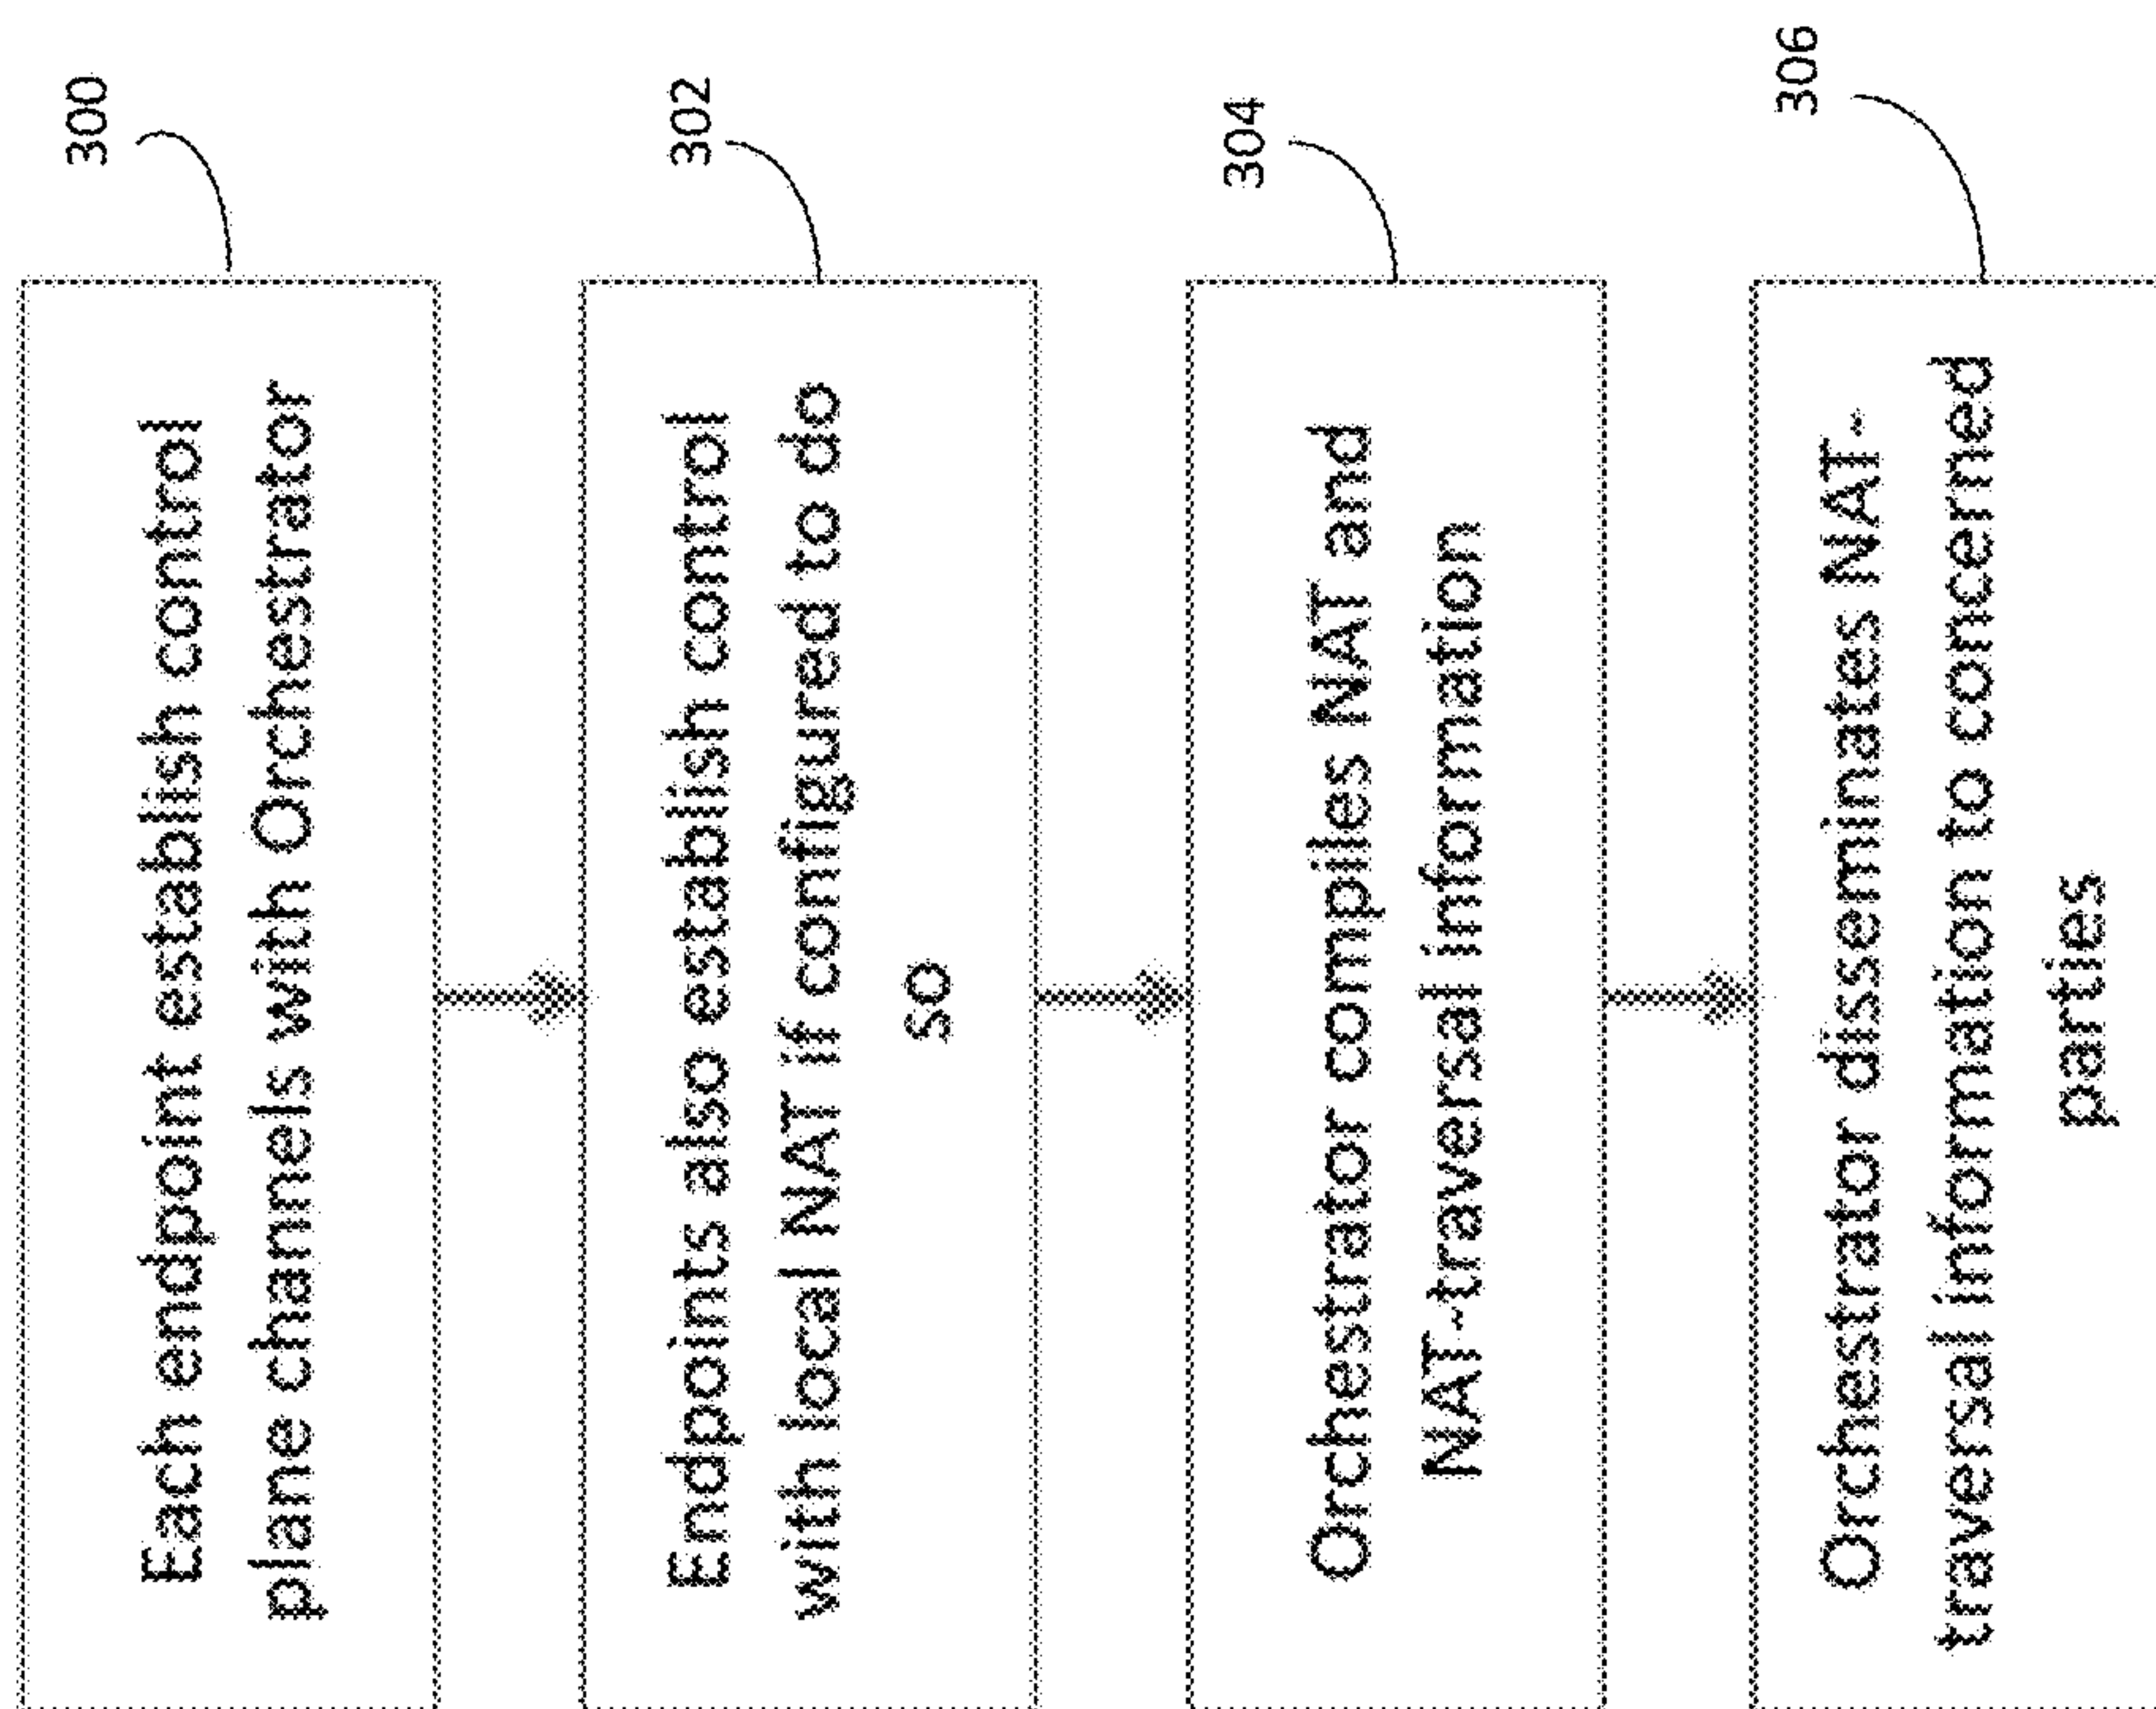 300
Each endpoint establish control
plane channels with Orchestrator
302
Endpoints also establish control
with local NAT if configured to do
so
304
Orchestrator compiles NAT and
NAT-traversal information
306
Orchestrator disseminates NAT-
traversal information to concerned
parties